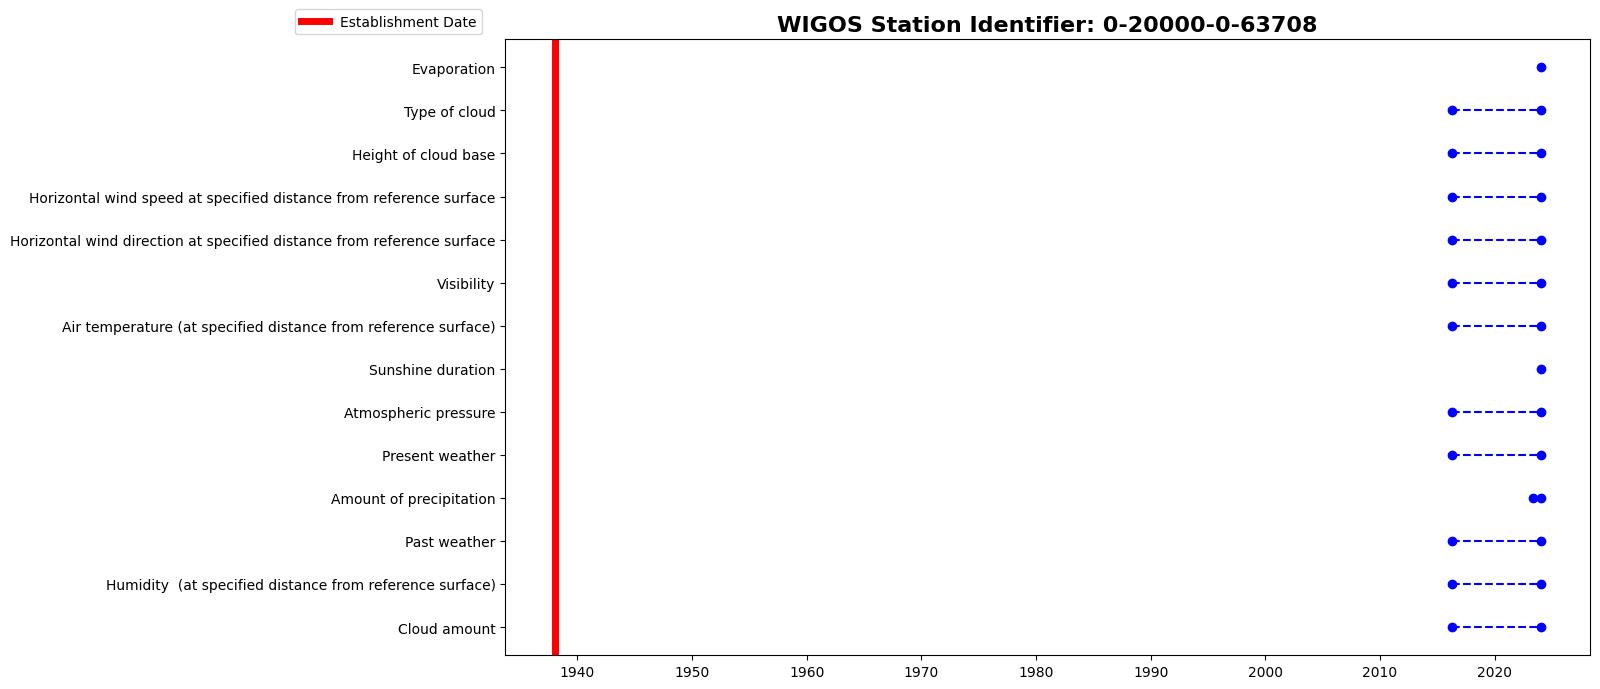 Establishment Date
WIGOS Station Identifier: 0-20000-0-63708
Evaporation
Type of cloud
Height of cloud base
Horizontal wind speed at specified distance from reference surface
Horizontal wind direction at specified distance from reference surface
Visibility
Air temperature (at specified distance from reference surface)
Sunshine duration
Atmospheric pressure
Present weather
Amount of precipitation
Past weather
Humidity  (at specified distance from reference surface)
Cloud amount
1940 1950 1960 1970 1980 1990 2000 2010 2020